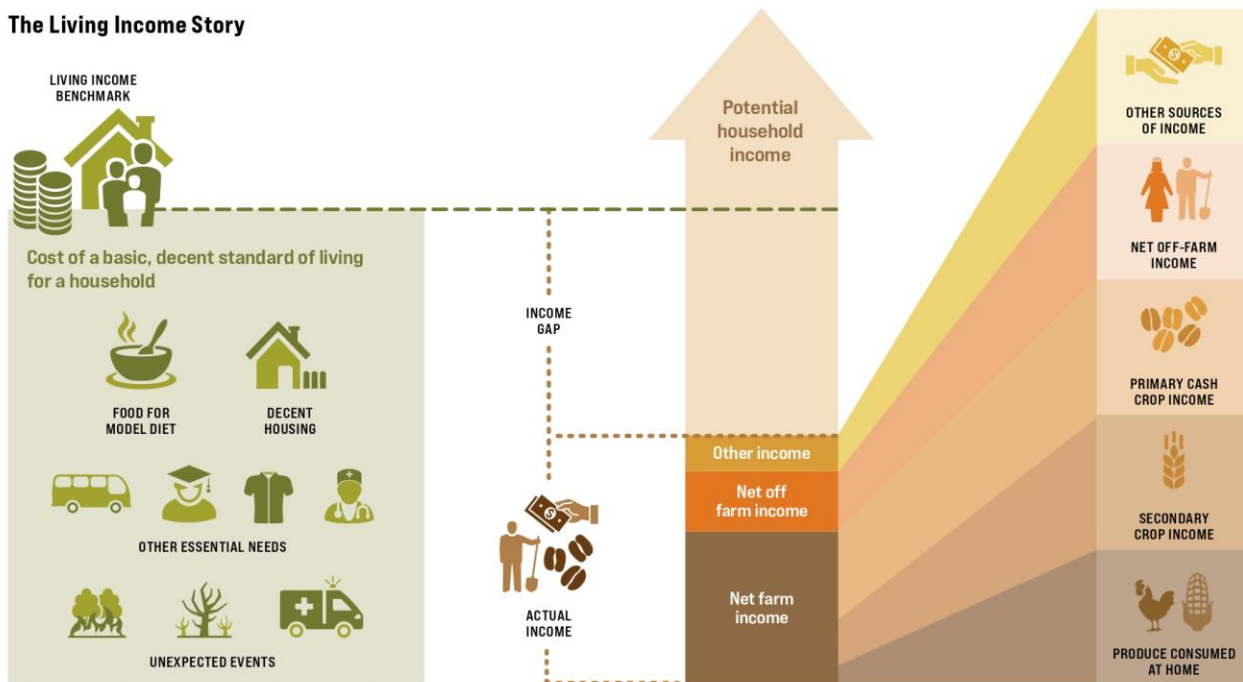 The Living Income Story
LIVING INCOME
BENCHMARK
Cost of a basic, decent standard of living
for a household
FOOD FOR
MODEL DIET
DECENT
HOUSING
OTHER ESSENTIAL NEEDS
UNEXPECTED EVENTS
INCOME
GAP
ACTUAL
INCOME
Potential
household
income
Other income
Net off
farm income
Net farm
income
OTHER SOURCES
OF INCOME
NET OFF-FARM
INCOME
PRIMARY CASH
CROP INCOME
SECONDARY
CROP INCOME
PRODUCE CONSUMED
AT HOME